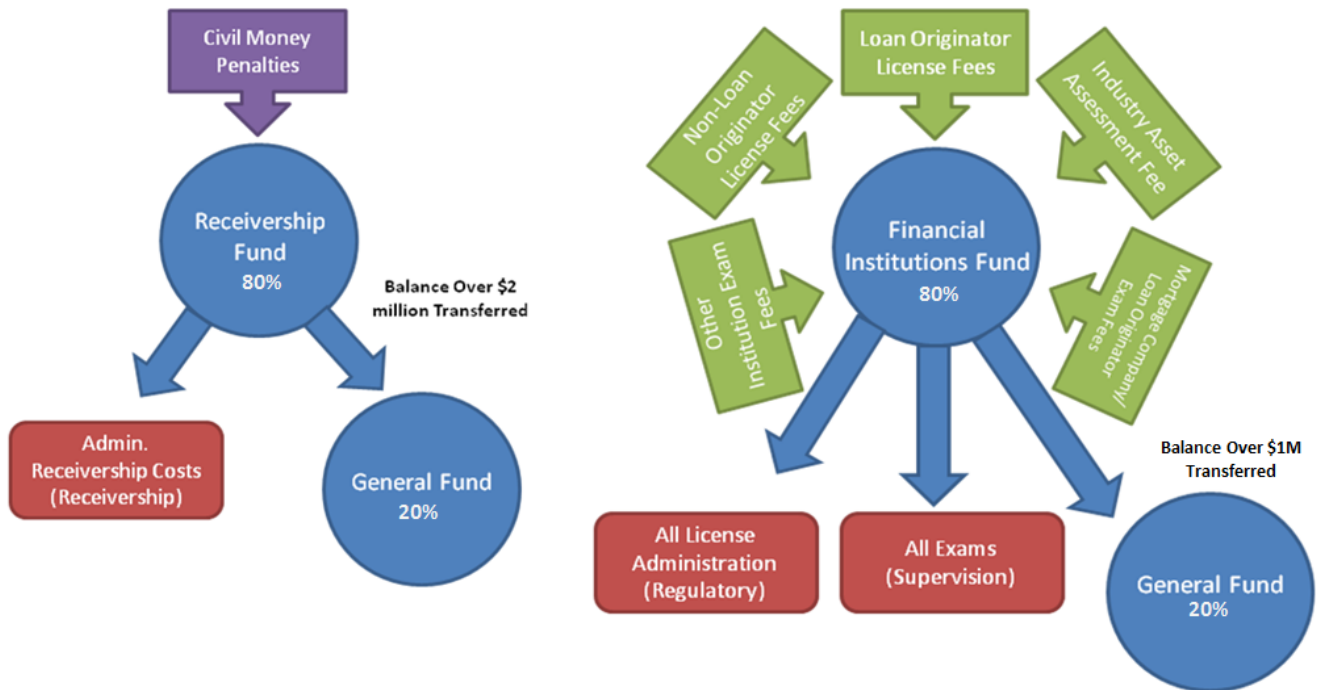 Civil Money
Penalties
Receivership
Fund
80%
Balance Over $2
million Transferred
Admin.
Receivership Costs
(Receivership)
General Fund
20%
Non-Loan
Originator
License Fees
Loan Originator
License Fees
Industry Asset
Assessment Fee
Other
Institution Exam
Fees
Financial
Institutions Fund
80%
Mortgage Company/
Loan Originator
Exam Fees
All License
Administration
(Regulatory)
All Exams
(Supervision)
Balance Over $1M
Transferred
General Fund
20%